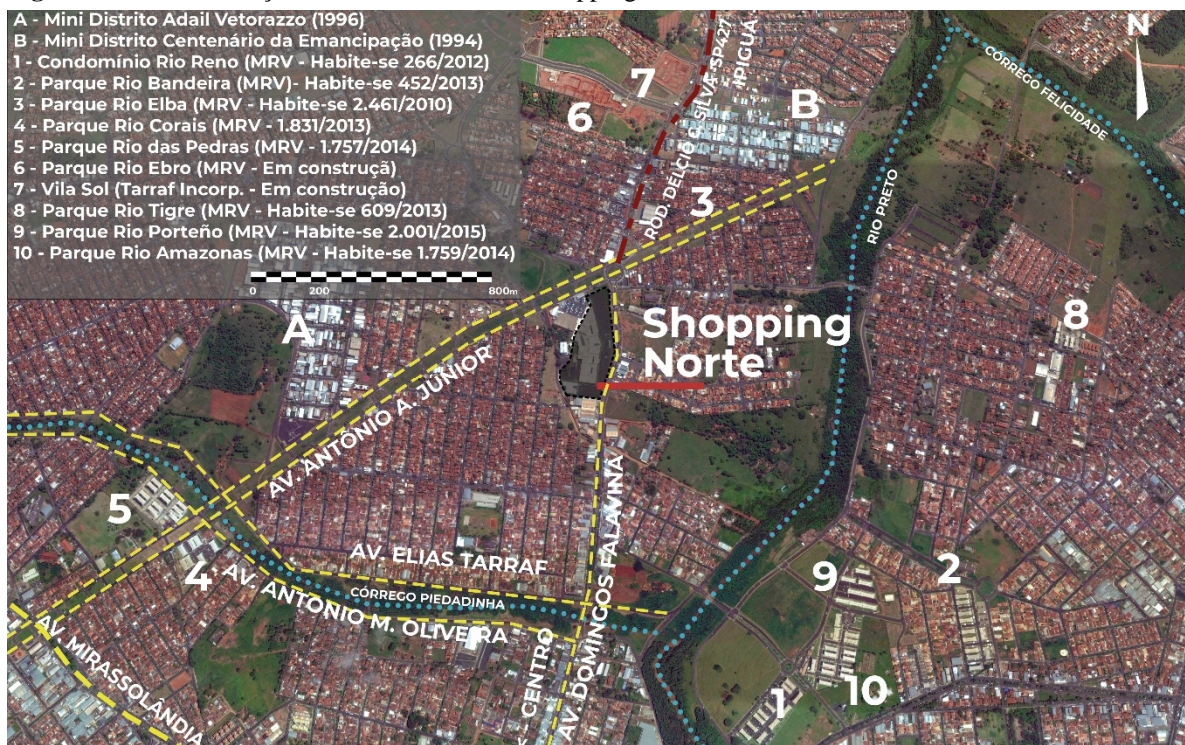 A - Mini Distrito Adail Vetorazzo (1996)
B - Mini Distrito Centenário da Emancipação (1994)
1 - Condomínio Rio Reno (MRV - Habite-se 266/2012)
2 - Parque Rio Bandeira (MRV)- Habite-se 452/2013)
3 - Parque Rio Elba (MRV - Habite-se 2.461/2010)
4 - Parque Rio Corais (MRV - 1.831/2013)
5 - Parque Rio das Pedras (MRV - 1.757/2014)
6 - Parque Rio Ebro (MRV - Em construçã)
7 - Vila Sol (Tarraf Incorp. - Em construção)
8 - Parque Rio Tigre (MRV - Habite-se 609/2013)
9 - Parque Rio Porteño (MRV - Habite-se 2.001/2015)
10 - Parque Rio Amazonas (MRV - Habite-se 1.759/2014)
0 200 800m
N
7
6
B
ROD. DÉLCIO C. SILVA-SP427
IPIGUÁ
CÓRREGO FELICIDADE
RIO PRETO
3
8
A
Shopping
Norte
AV. ANTÔNIO A. JÚNIOR
5
4
AV. ELIAS TARRAF
CÓRREGO PIEDADINHA
AV. ANTÔNIO M. OLIVEIRA
AV. DOMINGOS FALAVINA
CENTRO
AV. MIRASSOLÂNDIA
9
2
1
10